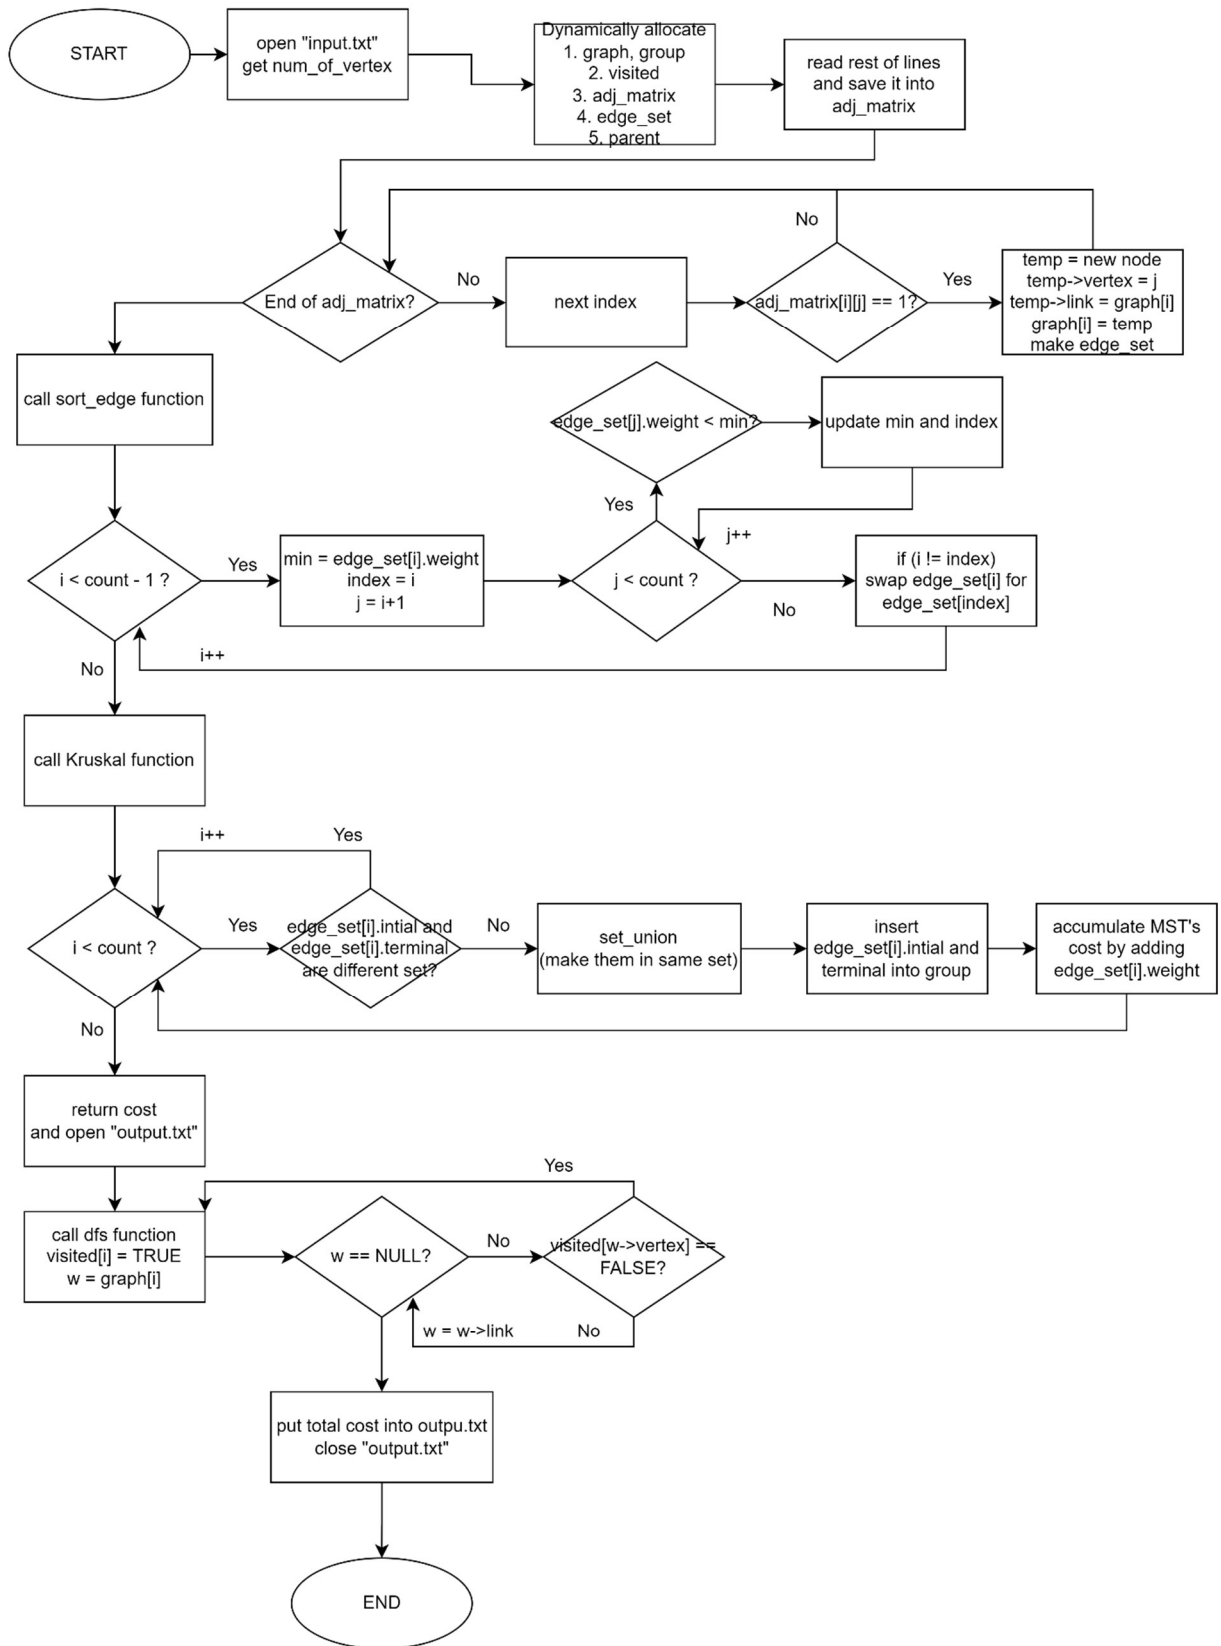 START
open "input.txt"
get num_of_vertex
Dynamically allocate
1. graph, group
2. visited
3. adj_matrix
4. edge_set
5. parent
read rest of lines
and save it into
adj_matrix
No
End of adj_matrix?
No
next index
adj_matrix[i][j] == 1?
Yes
temp = new node
temp->vertex = j
temp->link = graph[i]
graph[i] = temp
make edge_set
call sort_edge function
edge_set[j].weight < min?
update min and index
Yes
j++
i < count - 1 ?
Yes
min = edge_set[i].weight
index = i
j = i+1
j < count ?
No
if (i != index)
swap edge_set[i] for
edge_set[index]
i++
No
call Kruskal function
i++
Yes
i < count ?
Yes
edge_set[i].intial and
edge_set[i].terminal
are different set?
No
set_union
(make them in same set)
insert
edge_set[i].intial and
terminal into group
accumulate MST's
cost by adding
edge_set[i].weight
No
return cost
and open "output.txt"
Yes
call dfs function
visited[i] = TRUE
w = graph[i]
w == NULL?
No
visited[w->vertex] ==
FALSE?
w = w->link
No
put total cost into outpu.txt
close "output.txt"
END